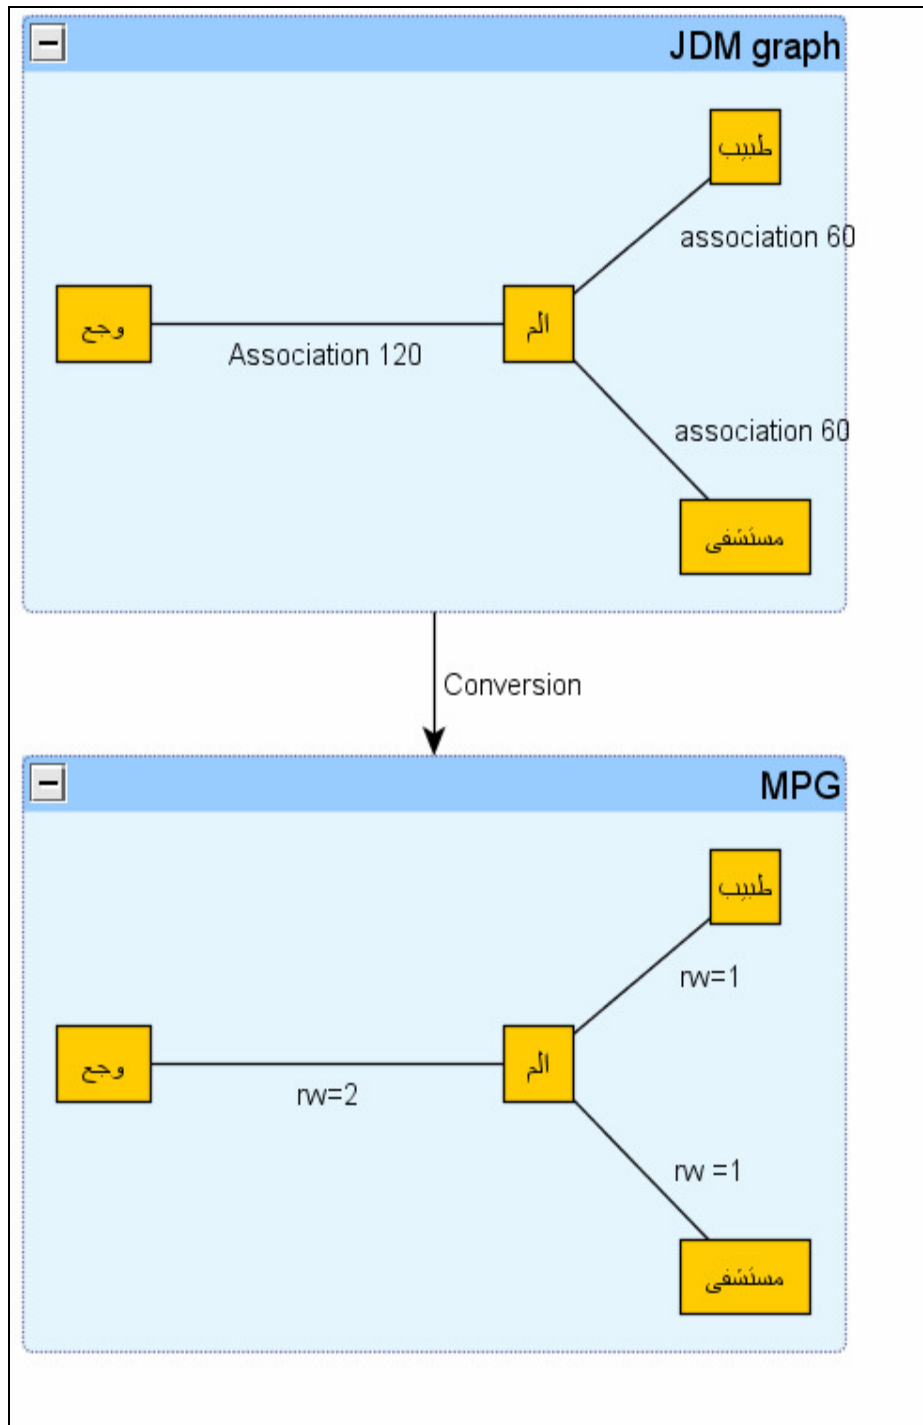 JDM graph
طبيب
association 60
وجع
Association 120
الم
association 60
مستشفى
Conversion
MPG
طبيب
rw=1
وجع
rw=2
الم
rw =1
مستشفى